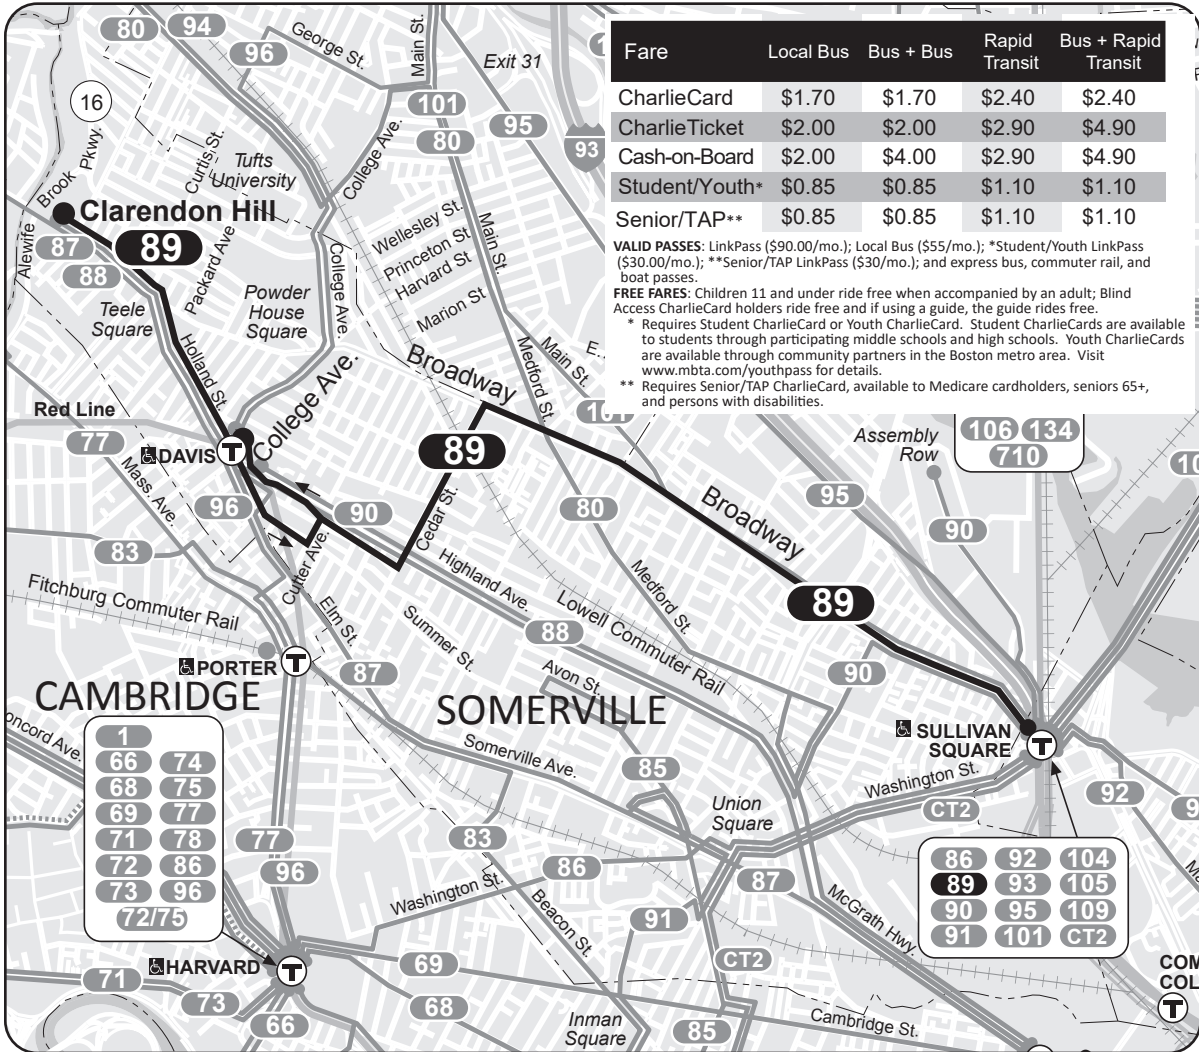 80
94
96
George St.
Main St.
Exit 31
16
101
80
95
93
Fare Local Bus Bus + Bus Rapid Transit Bus + Rapid Transit
CharlieCard $1.70 $1.70 $2.40 $2.40
CharlieTicket $2.00 $2.00 $2.90 $4.90
Cash-on-Board $2.00 $4.00 $2.90 $4.90
Student/Youth* $0.85 $0.85 $1.10 $1.10
Senior/TAP** $0.85 $0.85 $1.10 $1.10
VALID PASSES: LinkPass ($90.00/mo.); Local Bus ($55/mo.); *Student/Youth LinkPass
($30.00/mo.); **Senior/TAP LinkPass ($30/mo.); and express bus, commuter rail, and
boat passes.
FREE FARES: Children 11 and under ride free when accompanied by an adult; Blind
Access CharlieCard holders ride free and if using a guide, the guide rides free.
* Requires Student CharlieCard or Youth CharlieCard. Student CharlieCards are available
to students through participating middle schools and high schools. Youth CharlieCards
are available through community partners in the Boston metro area. Visit
www.mbta.com/youthpass for details.
** Requires Senior/TAP CharlieCard, available to Medicare cardholders, seniors 65+,
and persons with disabilities.
Alewife Brook Pkwy.
Curtis St.
Tufts
University
College Ave.
Clarendon Hill
89
87
88
Packard Ave
Teele
Square
Powder
House
Square
College Ave.
Wellesley St.
Princeton St.
Harvard St
Marion St
Main St.
Medford St.
Main St.
E.
Broadway
101
Holland St.
College Ave.
Red Line
77
DAVIS
T
Mass. Ave.
89
96
90
Cedar St.
80
Broadway
Assembly
Row
106 134
710
95
90
83
Cutter Ave.
Highland Ave.
Medford St.
89
Fitchburg Commuter Rail
Elm St.
Summer St.
88
Lowell Commuter Rail
PORTER
T
87
Avon St.
90
CAMBRIDGE
SOMERVILLE
SULLIVAN
SQUARE
T
oncord Ave.
1
66 74
68 75
69 77
71 78
72 86
73 96
72/75
Somerville Ave.
85
Washington St.
Union
Square
CT2
92
77
96
83
86
87
86 92 104
89 93 105
90 95 109
91 101 CT2
Washington St.
Beacon St.
91
McGrath Hwy.
CT2
HARVARD
T
71
73
66
69
68
Inman
Square
85
Cambridge St.
COM
COL
T